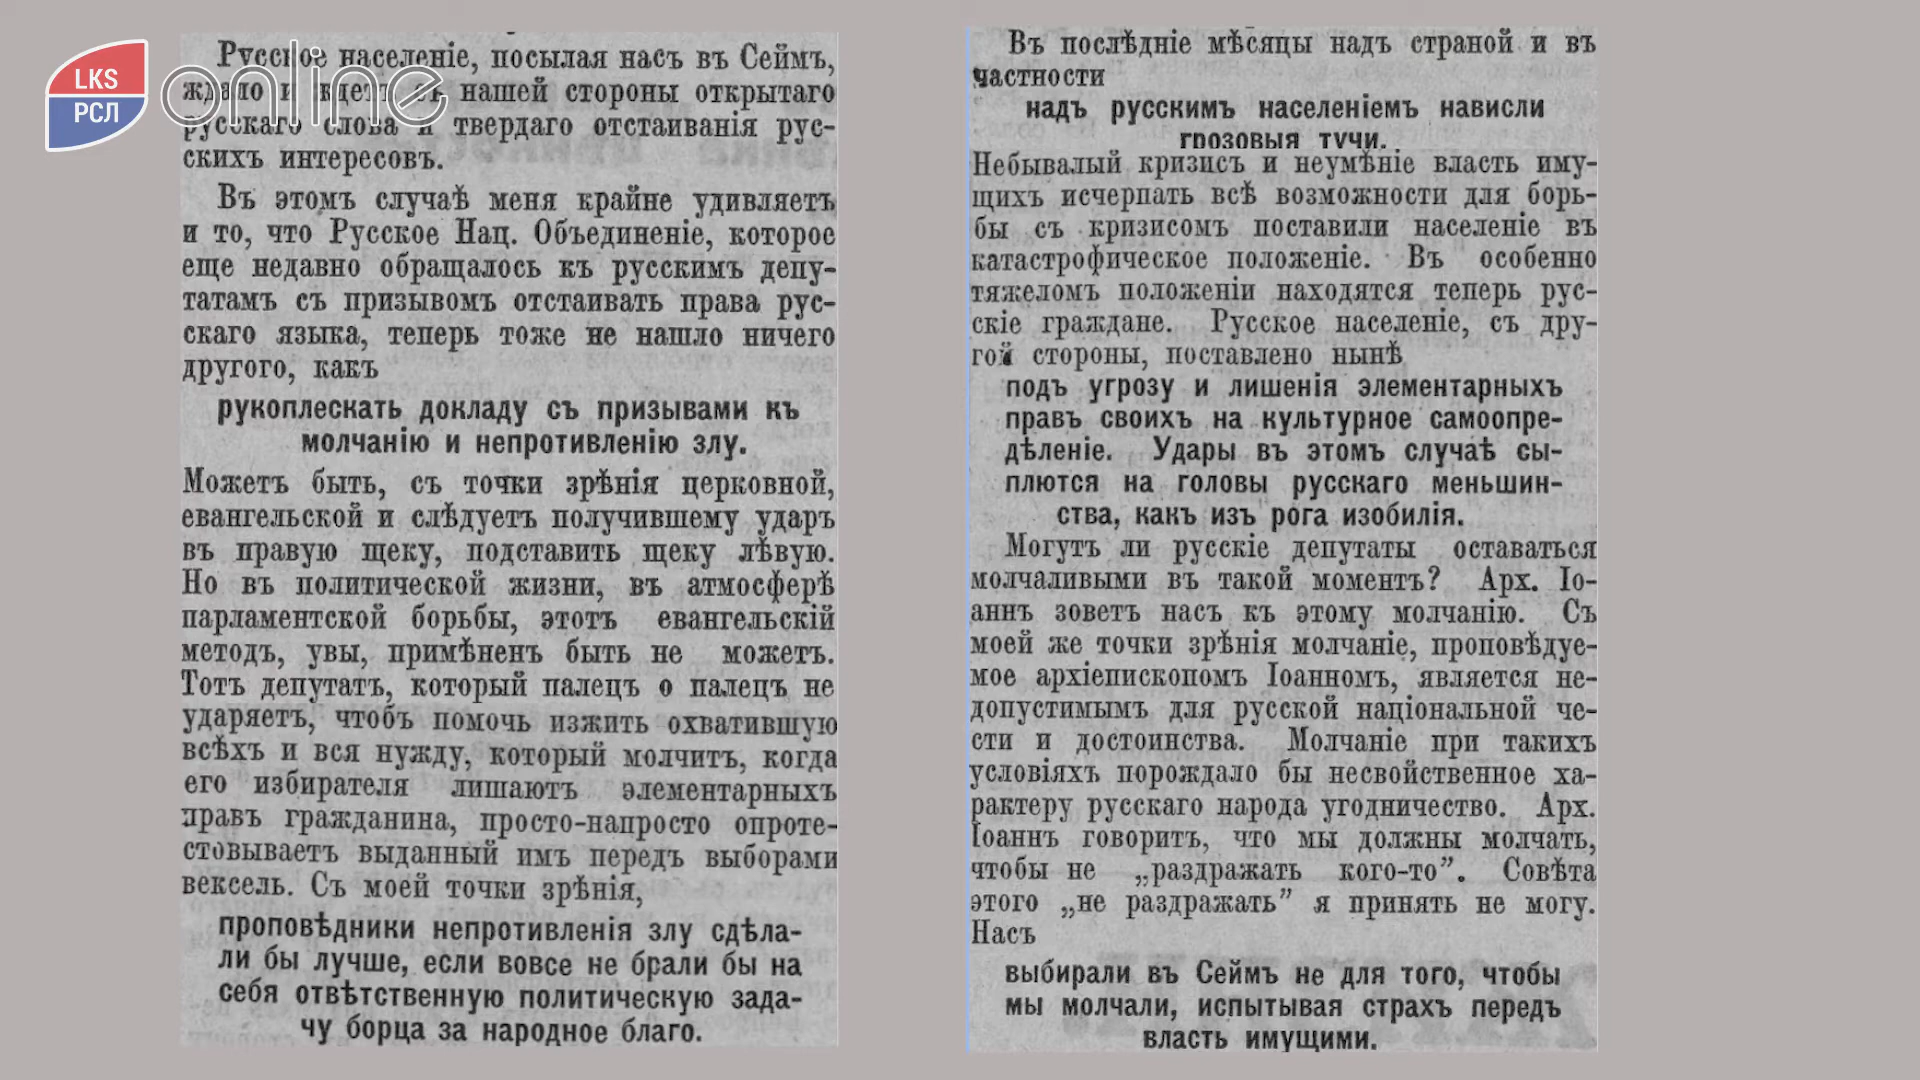 LKS
РСЛ
online
Русское населеніе, посылая насъ въ Сеймъ,
ждало и ждетъ съ нашей стороны открытаго
русскаго слова и твердаго отстаиванія рус-
скихъ интересовъ.
Въ этомъ случаѣ меня крайне удивляетъ
и то, что Русское Нац. Объединеніе, которое
еще недавно обращалось къ русскимъ депу-
татамъ съ призывомъ отстаивать права рус-
скаго языка, теперь тоже не нашло ничего
другого, какъ
рукоплескать докладу съ призывами къ
молчанію и непротивленію злу.
Можетъ быть, съ точки зрѣнія церковной,
евангельской и слѣдуетъ получившему ударъ
въ правую щеку, подставить щеку лѣвую.
Но въ политической жизни, въ атмосферѣ
парламентской борьбы, этотъ евангельскій
методъ, увы, примѣненъ быть не можетъ.
Тотъ депутатъ, который палецъ о палецъ не
ударяетъ, чтобъ помочь изжить охватившую
всѣхъ и вся нужду, который молчитъ, когда
его избирателя лишаютъ элементарныхъ
правъ гражданина, просто-напросто опроте-
стовываетъ выданный имъ передъ выборами
вексель. Съ моей точки зрѣнія,
проповѣдники непротивленія злу сдѣла-
ли бы лучше, если вовсе не брали бы на
себя отвѣтственную политическую зада-
чу борца за народное благо.
Въ послѣдніе мѣсяцы надъ страной и въ
частности
надъ русскимъ населеніемъ нависли
грозовыя тучи.
Небывалый кризисъ и неумѣніе власть иму-
щихъ исчерпать всѣ возможности для борь-
бы съ кризисомъ поставили населеніе въ
катастрофическое положеніе. Въ особенно
тяжеломъ положеніи находятся теперь рус-
скіе граждане. Русское населеніе, съ дру-
гой стороны, поставлено нынѣ
подъ угрозу и лишенія элементарныхъ
правъ своихъ на культурное самоопре-
дѣленіе. Удары въ этомъ случаѣ сы-
плются на головы русскаго меньшин-
ства, какъ изъ рога изобилія.
Могутъ ли русскіе депутаты оставаться
молчаливыми въ такой моментъ? Арх. Іо-
аннъ зоветъ насъ къ этому молчанію. Съ
моей же точки зрѣнія молчаніе, проповѣдуе-
мое архіепископомъ Іоанномъ, является не-
допустимымъ для русской національной че-
сти и достоинства. Молчаніе при такихъ
условіяхъ порождало бы несвойственное ха-
рактеру русскаго народа угодничество. Арх.
Іоаннъ говоритъ, что мы должны молчать,
чтобы не „раздражать кого-то”. Совѣта
этого „не раздражать” я принять не могу.
Насъ
выбирали въ Сеймъ не для того, чтобы
мы молчали, испытывая страхъ передъ
власть имущими.